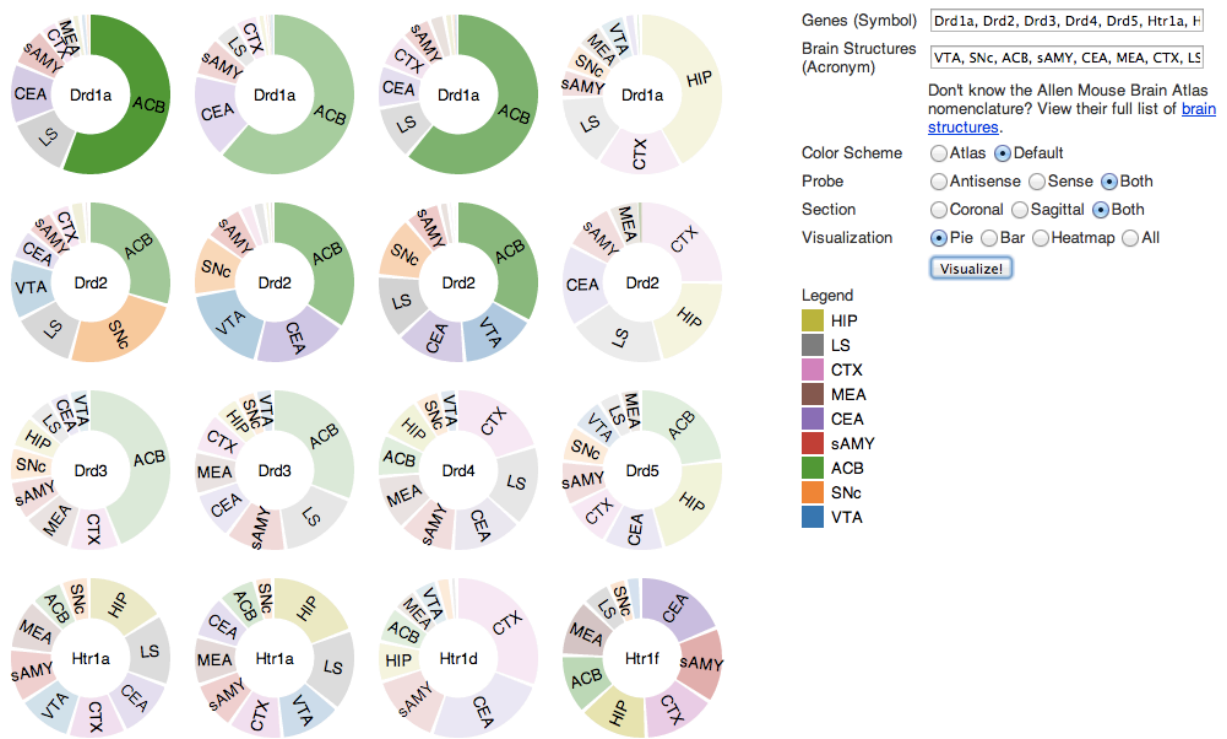 Drd1a
ACB
LS
CEA
sAMY
CTX
MEA
Drd1a
ACB
CEA
sAMY
LS
CTX
Drd1a
ACB
LS
CEA
CTX
sAMY
Drd1a
HIP
CTX
LS
sAMY
SNc
MEA
VTA
Drd2
ACB
SNc
LS
VTA
CEA
sAMY
CTX
Drd2
ACB
CEA
VTA
SNc
sAMY
Drd2
ACB
VTA
CEA
LS
SNc
sAMY
Drd2
CTX
HIP
LS
CEA
sAMY
MEA
Drd3
ACB
CTX
MEA
sAMY
SNc
HIP
LS
CEA
VTA
Drd3
ACB
LS
sAMY
CEA
MEA
CTX
HIP
SNc
VTA
Drd4
CTX
LS
CEA
sAMY
MEA
ACB
HIP
SNc
VTA
Drd5
ACB
HIP
CEA
CTX
sAMY
SNc
VTA
LS
MEA
Htr1a
HIP
LS
CEA
CTX
VTA
sAMY
MEA
ACB
SNc
Htr1a
HIP
LS
VTA
CTX
sAMY
MEA
CEA
ACB
SNc
Htr1d
CTX
CEA
sAMY
HIP
ACB
MEA
VTA
Htr1f
CEA
sAMY
CTX
HIP
ACB
MEA
LS
SNc
Genes (Symbol) Drd1a, Drd2, Drd3, Drd4, Drd5, Htr1a, H
Brain Structures
(Acronym) VTA, SNc, ACB, sAMY, CEA, MEA, CTX, LS
Don't know the Allen Mouse Brain Atlas
nomenclature? View their full list of brain
structures.
Color Scheme Atlas Default
Probe Antisense Sense Both
Section Coronal Sagittal Both
Visualization Pie Bar Heatmap All
Visualize!
Legend
HIP
LS
CTX
MEA
CEA
sAMY
ACB
SNc
VTA